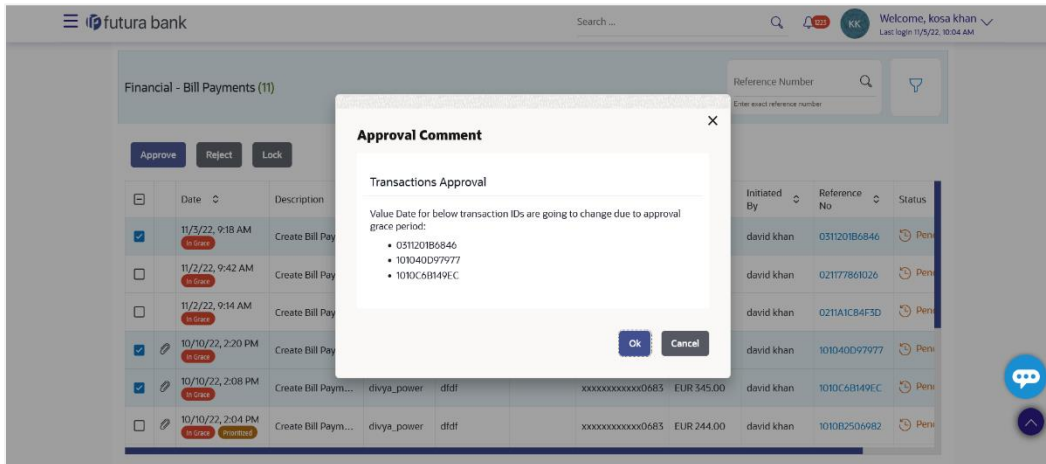 futura bank
Search ...
1223
KK
Welcome, kosa khan
Last login 11/5/22, 10:04 AM
Financial - Bill Payments (11)
Reference Number
Enter exact reference number
Approve
Reject
Lock
Approval Comment
Transactions Approval
Value Date for below transaction IDs are going to change due to approval
grace period:
• 0311201B6846
• 101040D97977
• 1010C6B149EC
Ok
Cancel
Date Description Initiated By Reference No Status
11/3/22, 9:18 AM In Grace Create Bill Pay david khan 0311201B6846 Pen
11/2/22, 9:42 AM In Grace Create Bill Pay david khan 021177861026 Pen
11/2/22, 9:14 AM In Grace Create Bill Pay david khan 0211A1C84F3D Pen
10/10/22, 2:20 PM In Grace Create Bill Pay david khan 101040D97977 Pen
10/10/22, 2:08 PM In Grace Create Bill Paym... divya_power dfdf xxxxxxxxxxxx0683 EUR 345.00 david khan 1010C6B149EC Pen
10/10/22, 2:04 PM In Grace Prioritized Create Bill Paym... divya_power dfdf xxxxxxxxxxxx0683 EUR 244.00 david khan 1010B2506982 Pen